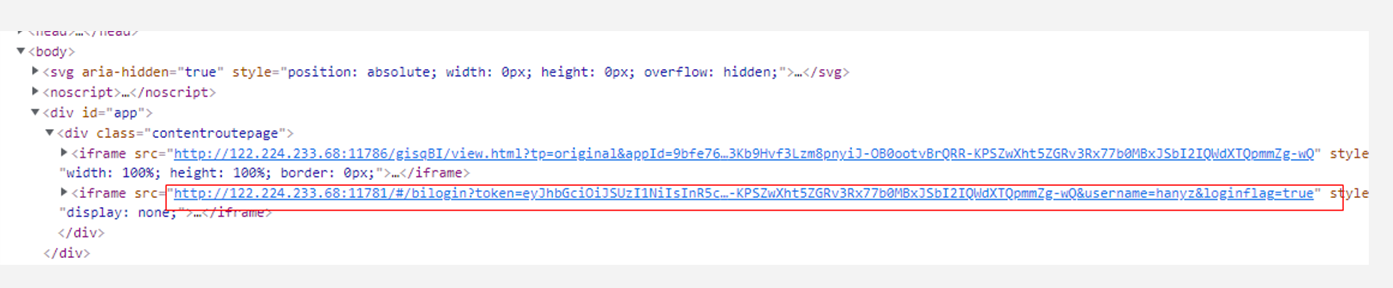 <head>…</head>
▼<body>
▶<svg aria-hidden="true" style="position: absolute; width: 0px; height: 0px; overflow: hidden;">…</svg>
▶<noscript>…</noscript>
▼<div id="app">
▼<div class="contentroutepage">
▶<iframe src="http://122.224.233.68:11786/gisqBI/view.html?tp=original&appId=9bfe76…3Kb9Hvf3Lzm8pnyiJ-OB0ootvBrQRR-KPSZwXht5ZGRv3Rx77b0MBxJSbI2IQWdXTQpmmZg-wQ" style
"width: 100%; height: 100%; border: 0px;">…</iframe>
▶<iframe src="http://122.224.233.68:11781/#/bilogin?token=eyJhbGciOiJSUzI1NiIsInR5c…-KPSZwXht5ZGRv3Rx77b0MBxJSbI2IQWdXTQpmmZg-wQ&username=hanyz&loginflag=true" style
"display: none;">…</iframe>
</div>
</div>